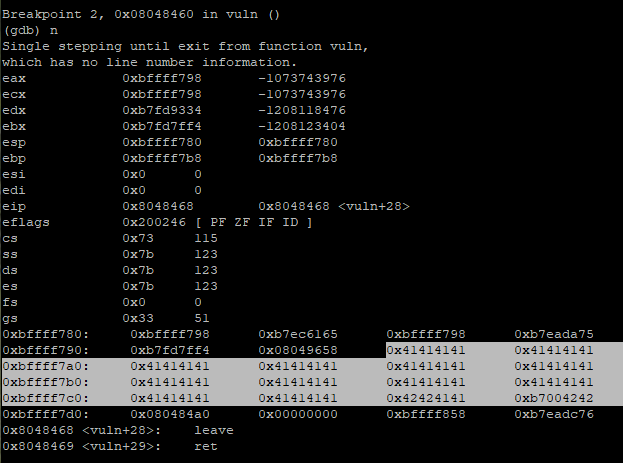 Breakpoint 2, 0x08048460 in vuln ()
(gdb) n
Single stepping until exit from function vuln,
which has no line number information.
eax            0xbffff798       -1073743976
ecx            0xbffff798       -1073743976
edx            0xb7fd9334       -1208118476
ebx            0xb7fd7ff4       -1208123404
esp            0xbffff780       0xbffff780
ebp            0xbffff7b8       0xbffff7b8
esi            0x0      0
edi            0x0      0
eip            0x8048468        0x8048468 <vuln+28>
eflags         0x200246 [ PF ZF IF ID ]
cs             0x73     115
ss             0x7b     123
ds             0x7b     123
es             0x7b     123
fs             0x0      0
gs             0x33     51
0xbffff780:     0xbffff798      0xb7ec6165      0xbffff798      0xb7eada75
0xbffff790:     0xb7fd7ff4      0x08049658      0x41414141      0x41414141
0xbffff7a0:     0x41414141      0x41414141      0x41414141      0x41414141
0xbffff7b0:     0x41414141      0x41414141      0x41414141      0x41414141
0xbffff7c0:     0x41414141      0x41414141      0x42424141      0xb7004242
0xbffff7d0:     0x080484a0      0x00000000      0xbffff858      0xb7eadc76
0x8048468 <vuln+28>:    leave
0x8048469 <vuln+29>:    ret